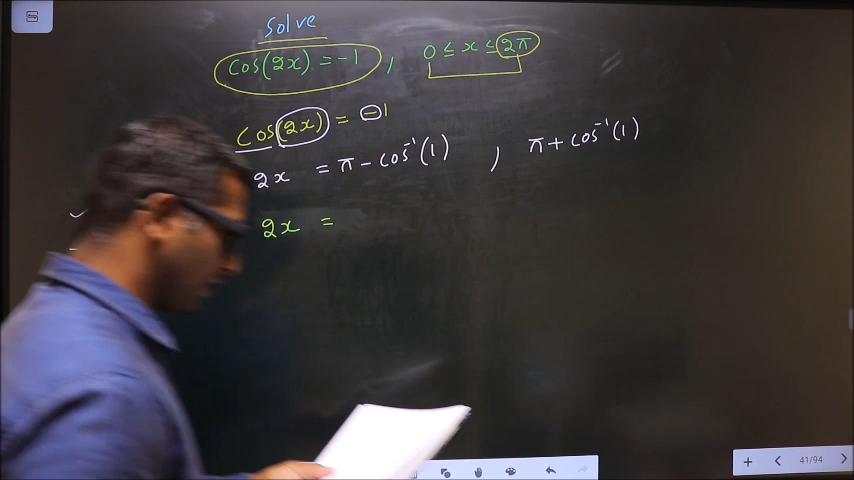 Solve
Cos(2x) = -1 , 0 ≤ x ≤ 2π
Cos(2x) = -1
2x = π - cos⁻¹(1) , π + cos⁻¹(1)
2x =
41/94